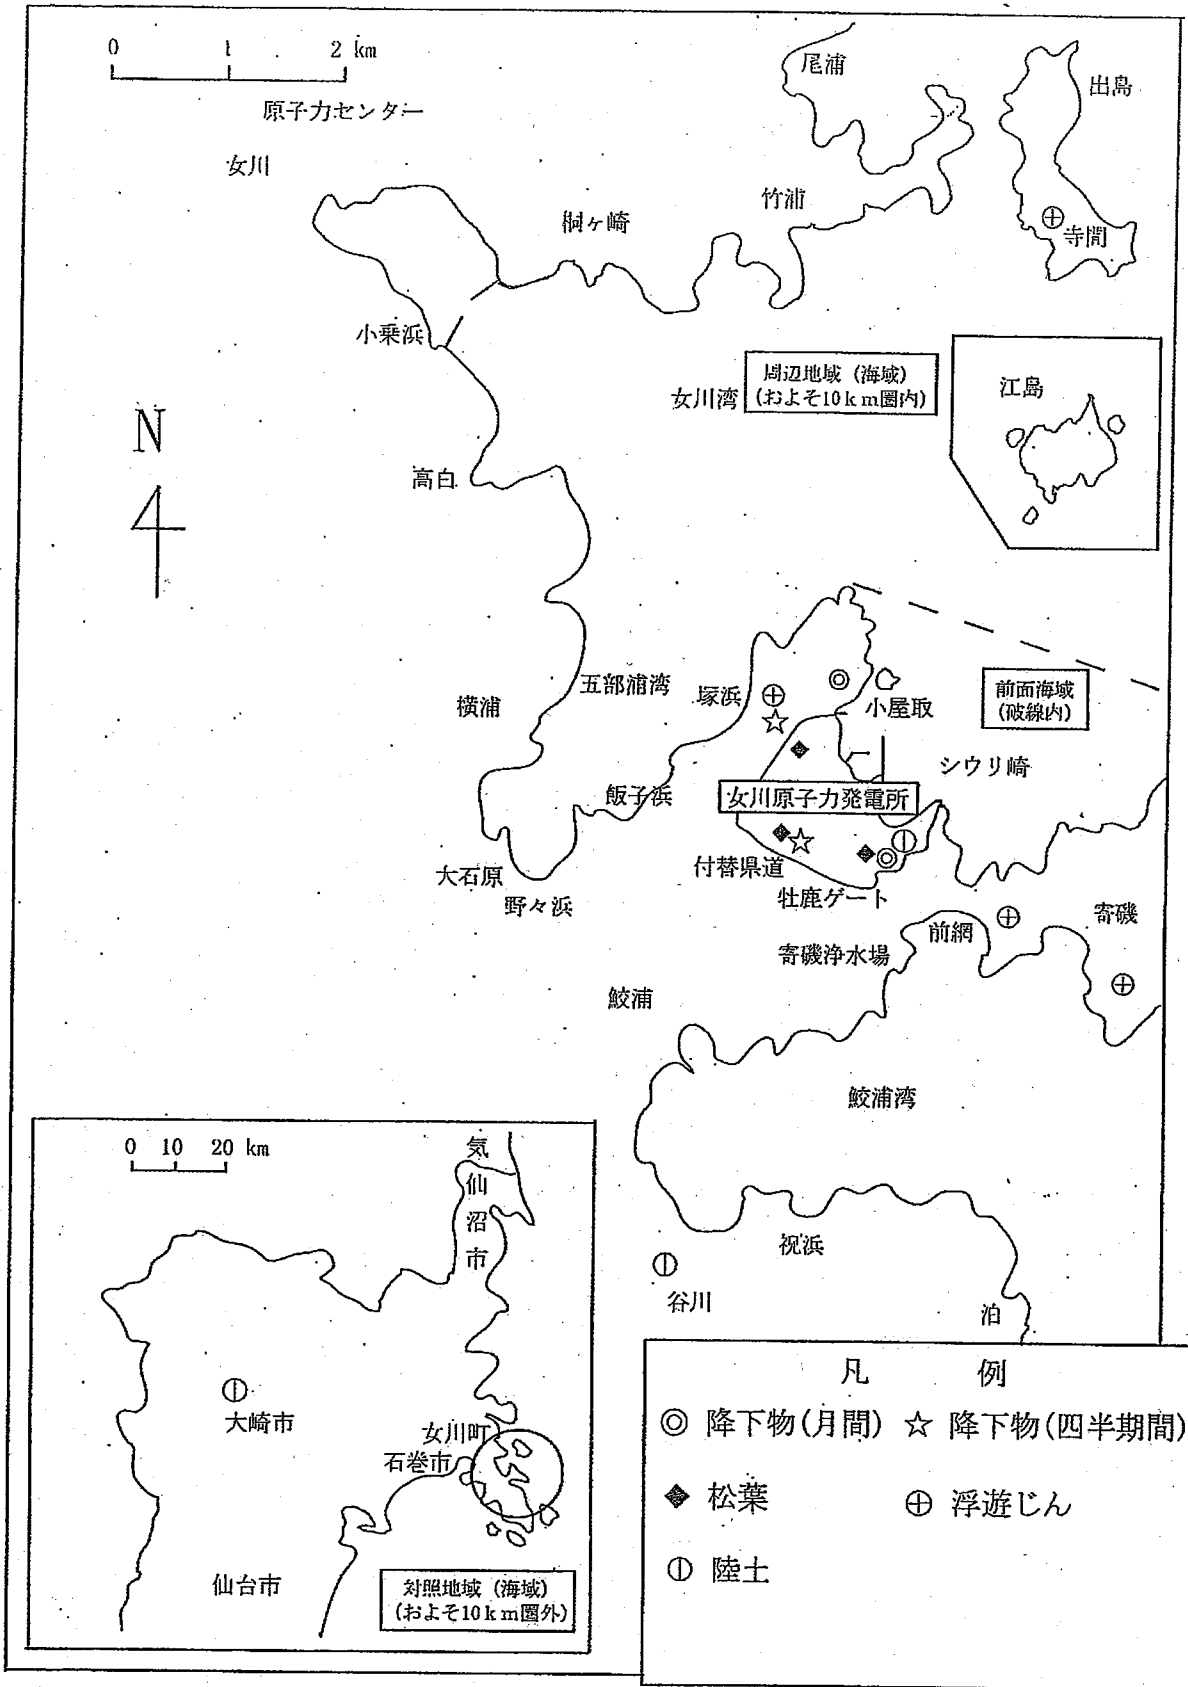 0 1 2 km
原子力センター
女川
尾浦
出島
竹浦
桐ヶ崎
寺間
小乗浜
女川湾
周辺地域 (海域)
(およそ10km圏内)
江島
N
高白
五部浦湾
塚浜
小屋取
前面海域
(破線内)
横浦
シウリ崎
飯子浜
女川原子力発電所
付替県道
大石原
野々浜
牡鹿ゲート
前網
寄磯
寄磯浄水場
鮫浦
鮫浦湾
祝浜
谷川
泊
0 10 20 km
気仙沼市
大崎市
女川町
石巻市
仙台市
対照地域 (海域)
(およそ10km圏外)
凡例
降下物(月間) 降下物(四半期間)
松葉 浮遊じん
陸土